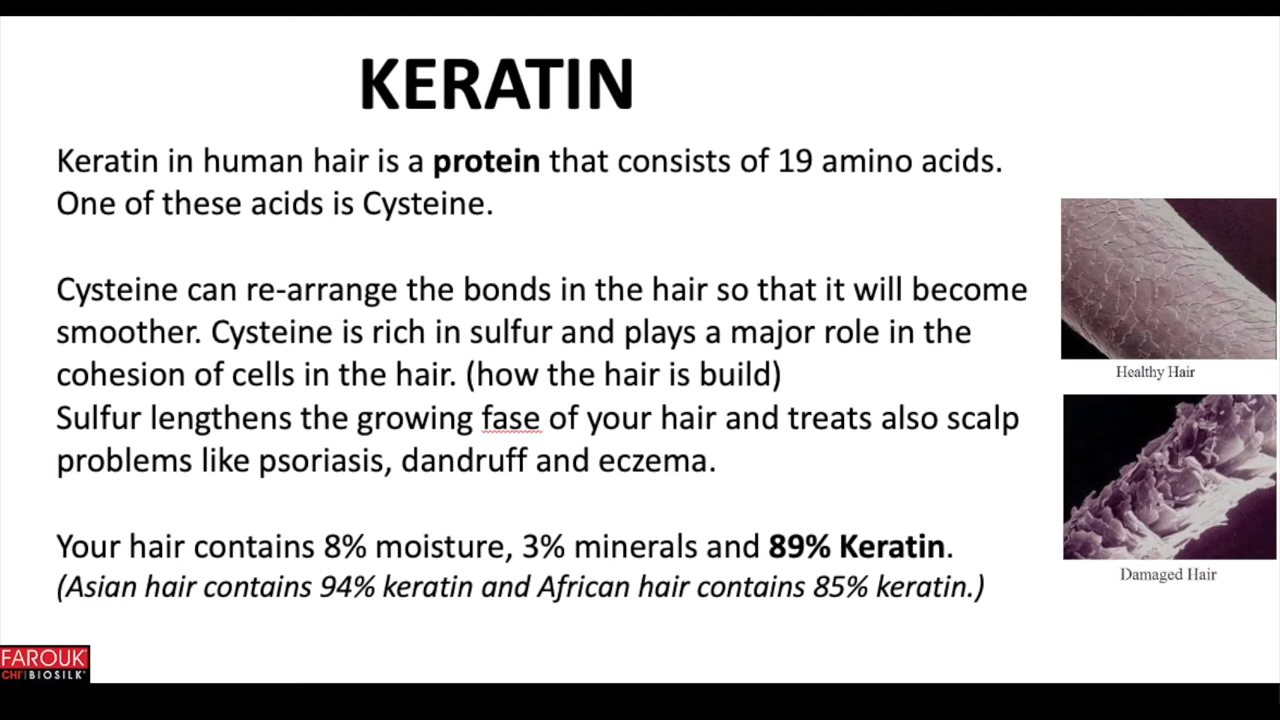 KERATIN
Keratin in human hair is a protein that consists of 19 amino acids.
One of these acids is Cysteine.
Cysteine can re-arrange the bonds in the hair so that it will become
smoother. Cysteine is rich in sulfur and plays a major role in the
cohesion of cells in the hair. (how the hair is build)
Sulfur lengthens the growing fase of your hair and treats also scalp
problems like psoriasis, dandruff and eczema.
Your hair contains 8% moisture, 3% minerals and 89% Keratin.
(Asian hair contains 94% keratin and African hair contains 85% keratin.)
Healthy Hair
Damaged Hair
FAROUK
CHI | BIOSILK